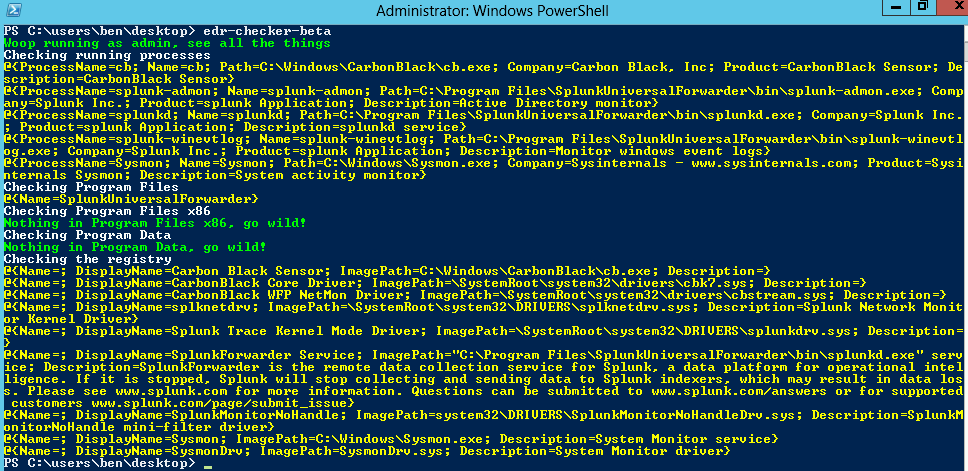 Administrator: Windows PowerShell
PS C:\users\ben\desktop> edr-checker-beta
Woop running as admin, see all the things
Checking running processes
@{ProcessName=cb; Name=cb; Path=C:\Windows\CarbonBlack\cb.exe; Company=Carbon Black, Inc; Product=CarbonBlack Sensor; De
scription=CarbonBlack Sensor}
@{ProcessName=splunk-admon; Name=splunk-admon; Path=C:\Program Files\SplunkUniversalForwarder\bin\splunk-admon.exe; Comp
any=Splunk Inc.; Product=splunk Application; Description=Active Directory monitor}
@{ProcessName=splunkd; Name=splunkd; Path=C:\Program Files\SplunkUniversalForwarder\bin\splunkd.exe; Company=Splunk Inc.
; Product=splunk Application; Description=splunkd service}
@{ProcessName=splunk-winevtlog; Name=splunk-winevtlog; Path=C:\Program Files\SplunkUniversalForwarder\bin\splunk-winevtl
og.exe; Company=Splunk Inc.; Product=splunk Application; Description=Monitor windows event logs}
@{ProcessName=Sysmon; Name=Sysmon; Path=C:\Windows\Sysmon.exe; Company=Sysinternals - www.sysinternals.com; Product=Sysi
nternals Sysmon; Description=System activity monitor}
Checking Program Files
@{Name=SplunkUniversalForwarder}
Checking Program Files x86
Nothing in Program Files x86, go wild!
Checking Program Data
Nothing in Program Data, go wild!
Checking the registry
@{Name=; DisplayName=Carbon Black Sensor; ImagePath=C:\Windows\CarbonBlack\cb.exe; Description=}
@{Name=; DisplayName=CarbonBlack Core Driver; ImagePath=\SystemRoot\system32\drivers\cbk7.sys; Description=}
@{Name=; DisplayName=CarbonBlack WFP NetMon Driver; ImagePath=\SystemRoot\system32\drivers\cbstream.sys; Description=}
@{Name=; DisplayName=splknetdrv; ImagePath=\SystemRoot\system32\DRIVERS\splknetdrv.sys; Description=Splunk Network Monit
or Kernel Driver}
@{Name=; DisplayName=Splunk Trace Kernel Mode Driver; ImagePath=\SystemRoot\system32\DRIVERS\splunkdrv.sys; Description=
}
@{Name=; DisplayName=SplunkForwarder Service; ImagePath="C:\Program Files\SplunkUniversalForwarder\bin\splunkd.exe" serv
ice; Description=SplunkForwarder is the remote data collection service for Splunk, a data platform for operational intel
ligence. If it is stopped, Splunk will stop collecting and sending data to Splunk indexers, which may result in data los
s. Please see www.splunk.com for more information. Questions can be submitted to www.splunk.com/answers or for supported
 customers www.splunk.com/page/submit_issue}
@{Name=; DisplayName=SplunkMonitorNoHandle; ImagePath=system32\DRIVERS\SplunkMonitorNoHandleDrv.sys; Description=SplunkM
onitorNoHandle mini-filter driver}
@{Name=; DisplayName=Sysmon; ImagePath=C:\Windows\Sysmon.exe; Description=System Monitor service}
@{Name=; DisplayName=SysmonDrv; ImagePath=SysmonDrv.sys; Description=System Monitor driver}
PS C:\users\ben\desktop>